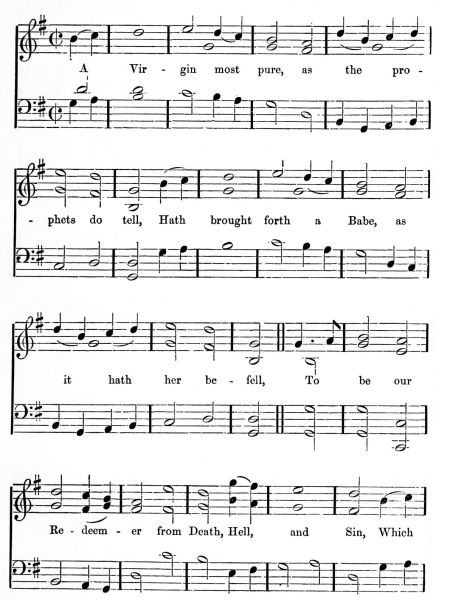 A Vir - gin most pure, as the pro -
- phets do tell, Hath brought forth a Babe, as
it hath her be - fell, To be our
Re - deem - er from Death, Hell, and Sin, Which